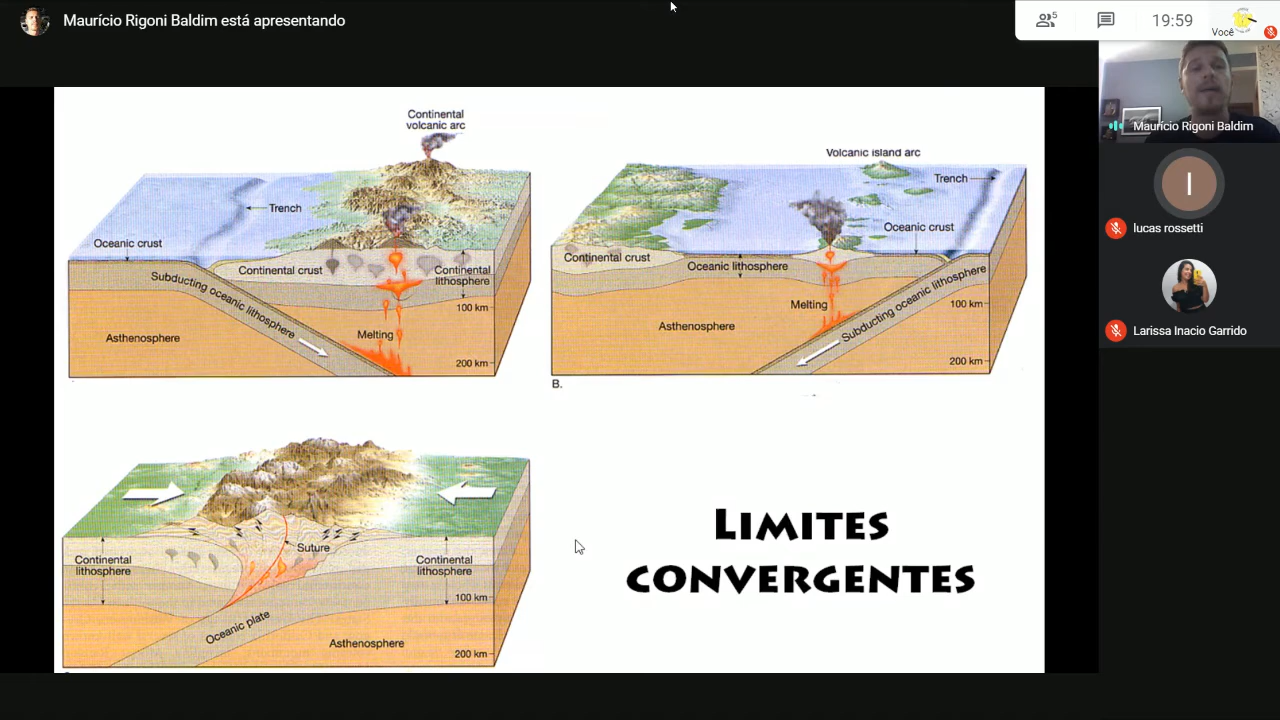 Maurício Rigoni Baldim está apresentando
5
19:59
Você
Maurício Rigoni Baldim
I
lucas rossetti
Larissa Inacio Garrido
Continental
volcanic arc
Trench
Oceanic crust
Continental crust
Continental
lithosphere
Subducting oceanic lithosphere
100 km
Melting
Asthenosphere
200 km
Volcanic island arc
Trench
Oceanic crust
Continental crust
Oceanic lithosphere
Subducting oceanic lithosphere
Melting
100 km
Asthenosphere
200 km
B.
Suture
Continental
lithosphere
Continental
lithosphere
100 km
Oceanic plate
Asthenosphere
200 km
LIMITES
CONVERGENTES